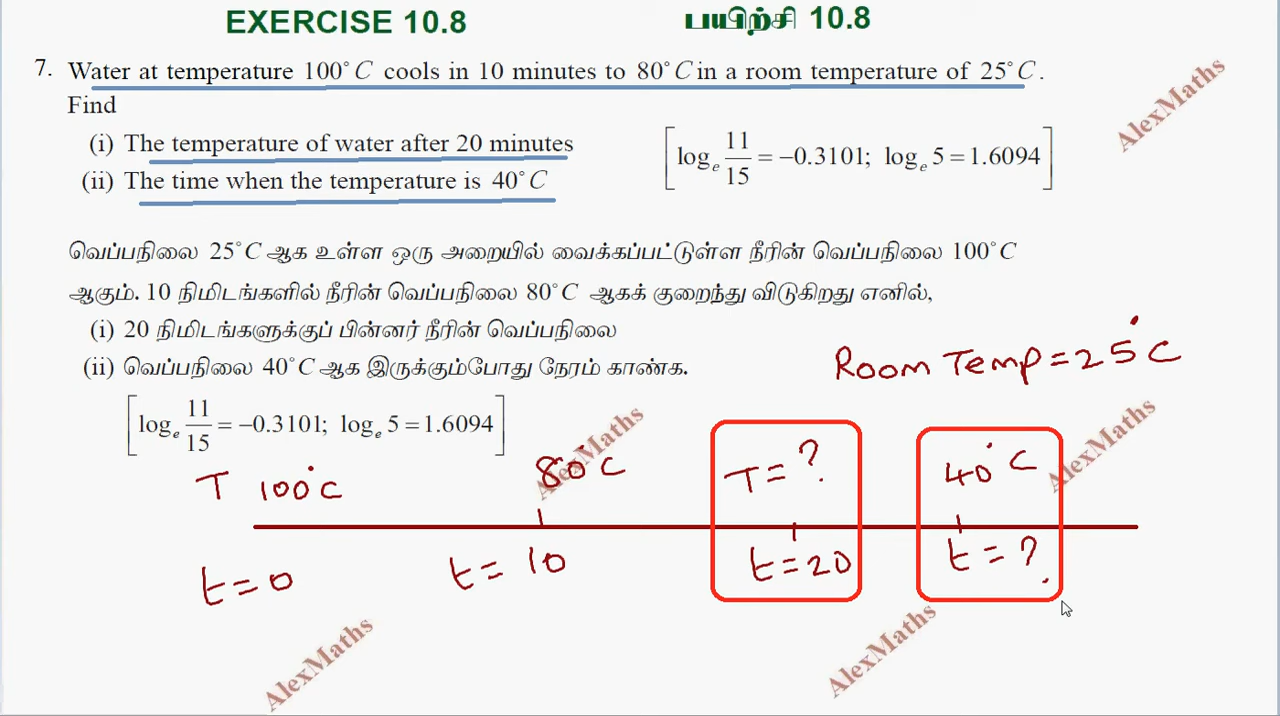 EXERCISE 10.8 பயிற்சி 10.8
7. Water at temperature 100°C cools in 10 minutes to 80°C in a room temperature of 25°C.
Find
(i) The temperature of water after 20 minutes
(ii) The time when the temperature is 40°C
[log_e 11/15 = −0.3101; log_e 5 = 1.6094]
வெப்பநிலை 25°C ஆக உள்ள ஒரு அறையில் வைக்கப்பட்டுள்ள நீரின் வெப்பநிலை 100°C
ஆகும். 10 நிமிடங்களில் நீரின் வெப்பநிலை 80°C ஆகக் குறைந்து விடுகிறது எனில்,
(i) 20 நிமிடங்களுக்குப் பின்னர் நீரின் வெப்பநிலை
(ii) வெப்பநிலை 40°C ஆக இருக்கும்போது நேரம் காண்க.
[log_e 11/15 = −0.3101; log_e 5 = 1.6094]
Room Temp = 25°C
T 100°C 80°C T = ? 40°C
t = 0 t = 10 t = 20 t = ?
AlexMaths
AlexMaths
AlexMaths
AlexMaths
AlexMaths